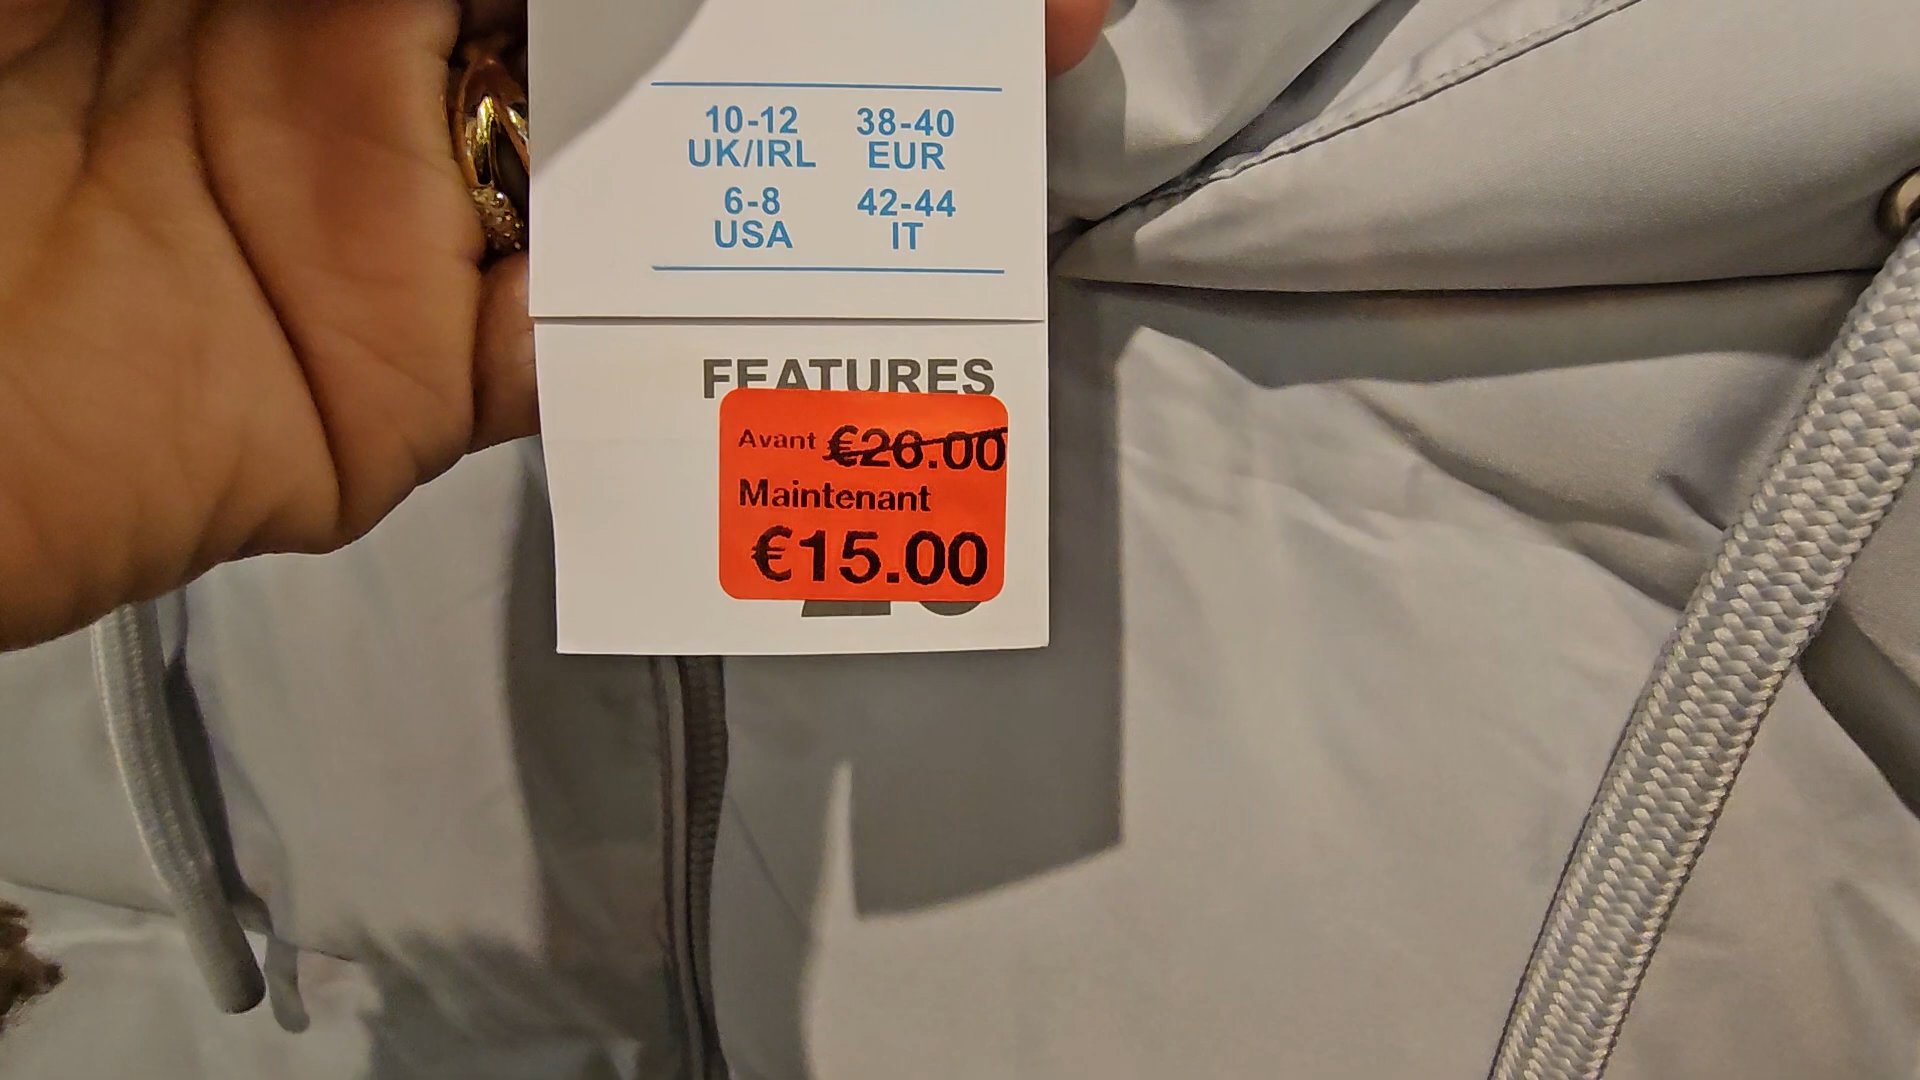 10-12 38-40
UK/IRL EUR
6-8 42-44
USA IT
FEATURES
Avant €26.00
Maintenant
€15.00